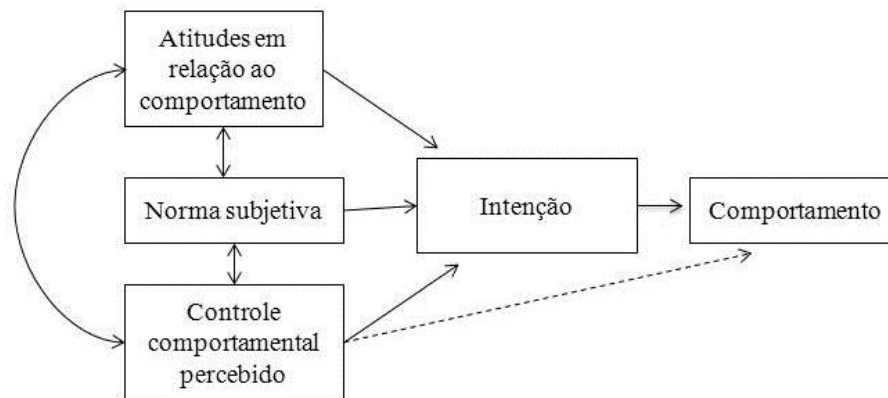 Atitudes em
relação ao
comportamento
Norma subjetiva
Controle
comportamental
percebido
Intenção
Comportamento